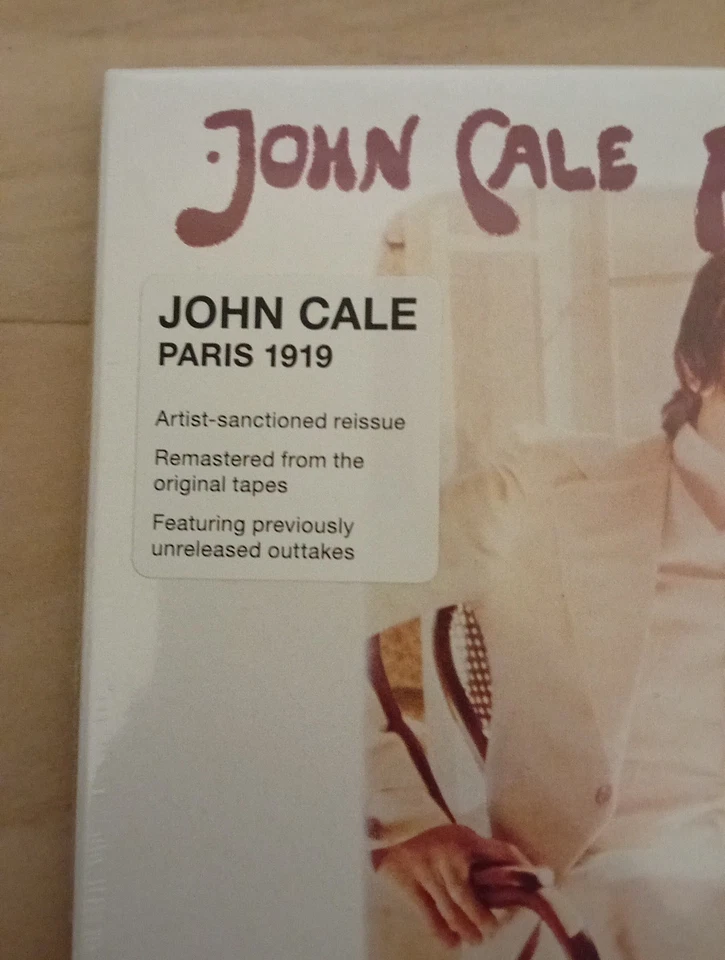 JOHN CALE
JOHN CALE
PARIS 1919
Artist-sanctioned reissue
Remastered from the
original tapes
Featuring previously
unreleased outtakes